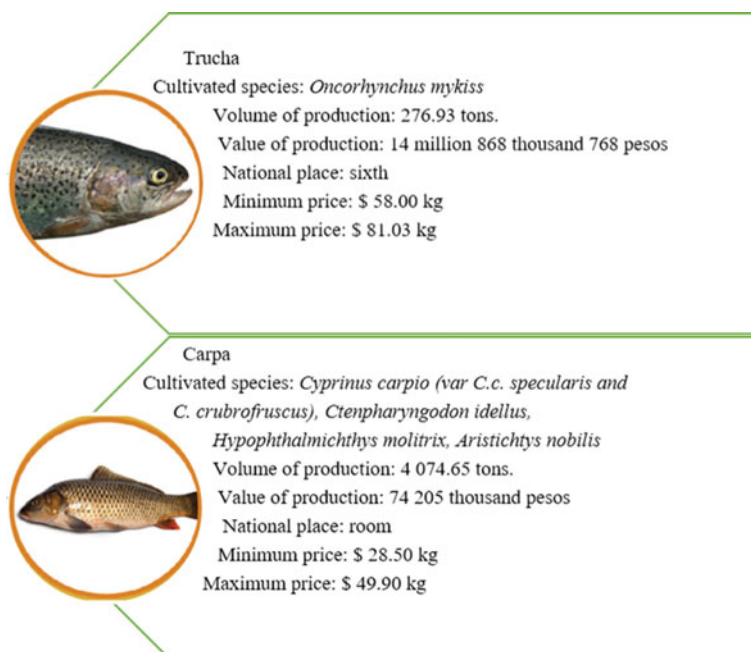 Trucha
Cultivated species: Oncorhynchus mykiss
Volume of production: 276.93 tons.
Value of production: 14 million 868 thousand 768 pesos
National place: sixth
Minimum price: $ 58.00 kg
Maximum price: $ 81.03 kg
Carpa
Cultivated species: Cyprinus carpio (var C.c. specularis and
C. crubrofruscus), Ctenpharyngodon idellus,
Hypophthalmichthys molitrix, Aristichtys nobilis
Volume of production: 4 074.65 tons.
Value of production: 74 205 thousand pesos
National place: room
Minimum price: $ 28.50 kg
Maximum price: $ 49.90 kg